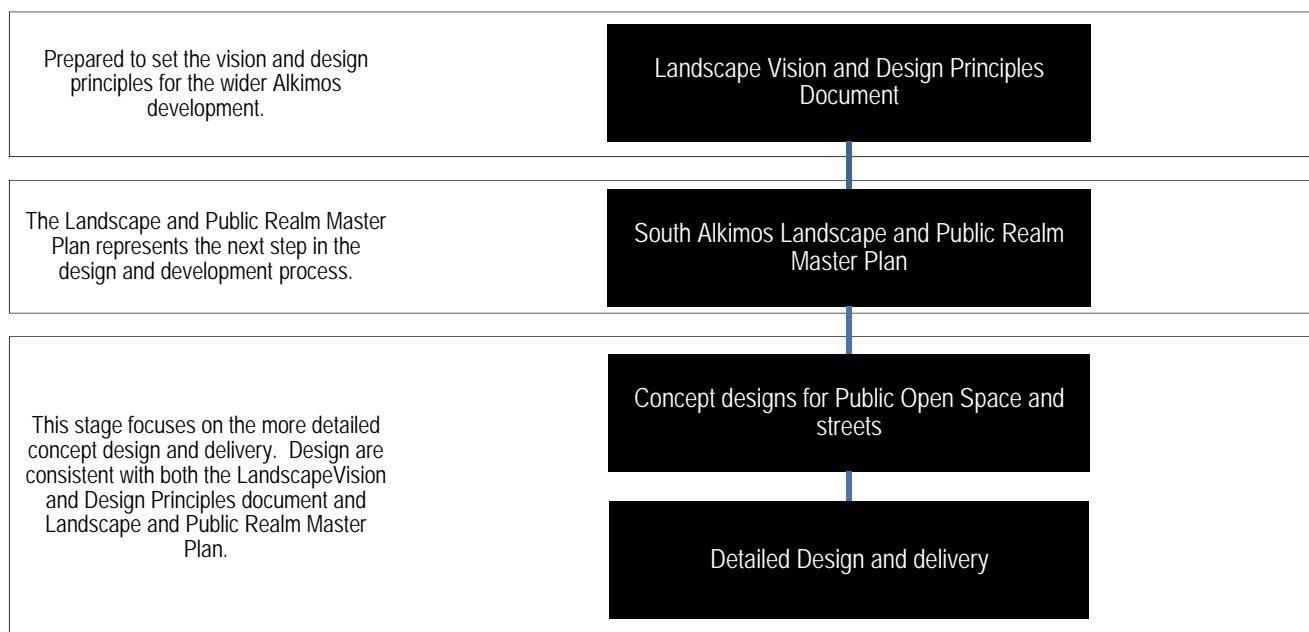 Prepared to set the vision and design
principles for the wider Alkimos
development.
Landscape Vision and Design Principles
Document
The Landscape and Public Realm Master
Plan represents the next step in the
design and development process.
South Alkimos Landscape and Public Realm
Master Plan
This stage focuses on the more detailed
concept design and delivery.  Design are
consistent with both the LandscapeVision
and Design Principles document and
Landscape and Public Realm Master
Plan.
Concept designs for Public Open Space and
streets
Detailed Design and delivery